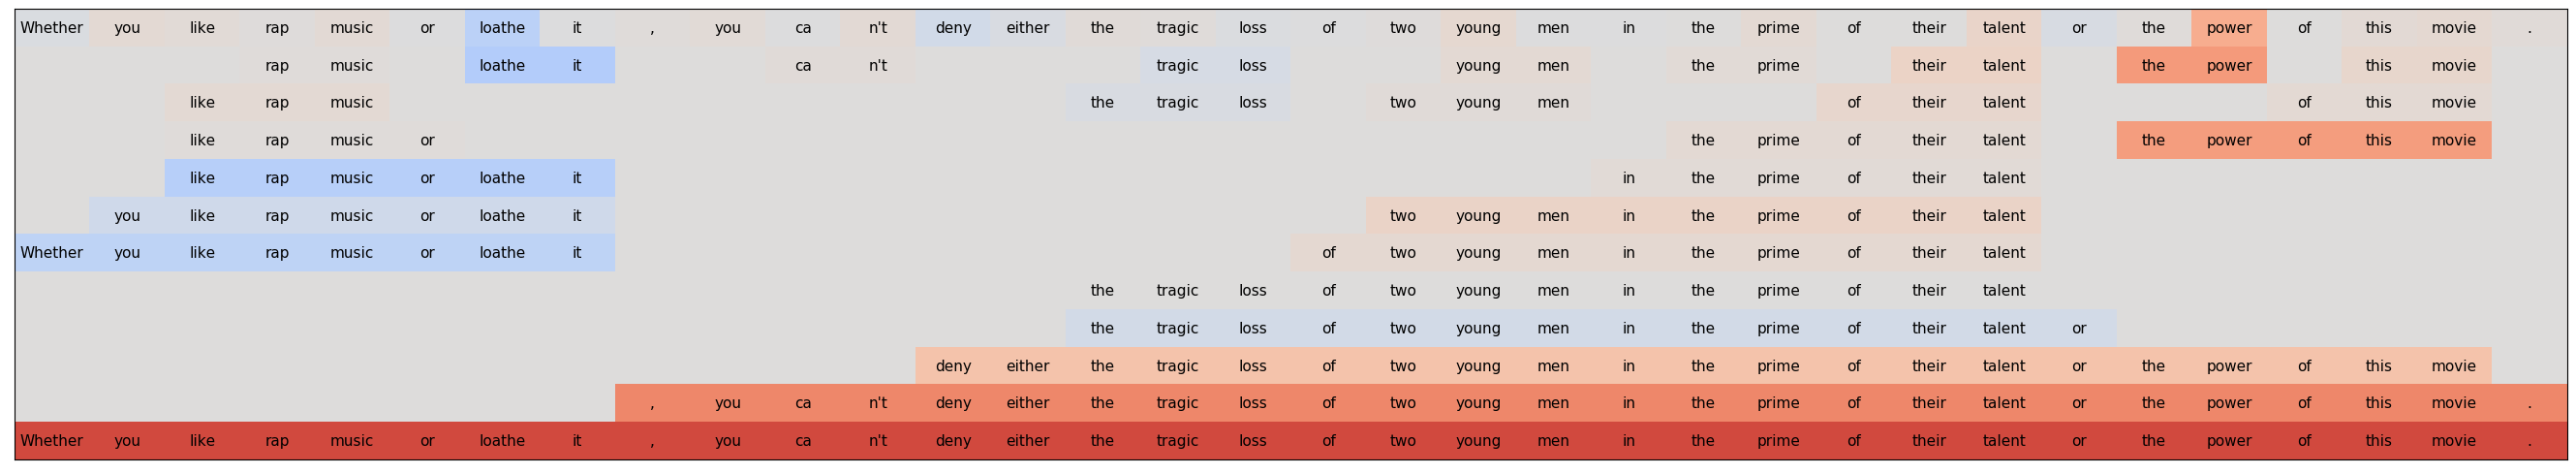 Whether you like rap music or loathe it , you ca n't deny either the tragic loss of two young men in the prime of their talent or the power of this movie .
rap music loathe it ca n't tragic loss young men the prime their talent the power this movie
like rap music the tragic loss two young men of their talent of this movie
like rap music or the prime of their talent the power of this movie
like rap music or loathe it in the prime of their talent
you like rap music or loathe it two young men in the prime of their talent
Whether you like rap music or loathe it of two young men in the prime of their talent
the tragic loss of two young men in the prime of their talent
the tragic loss of two young men in the prime of their talent or
deny either the tragic loss of two young men in the prime of their talent or the power of this movie
, you ca n't deny either the tragic loss of two young men in the prime of their talent or the power of this movie .
Whether you like rap music or loathe it , you ca n't deny either the tragic loss of two young men in the prime of their talent or the power of this movie .